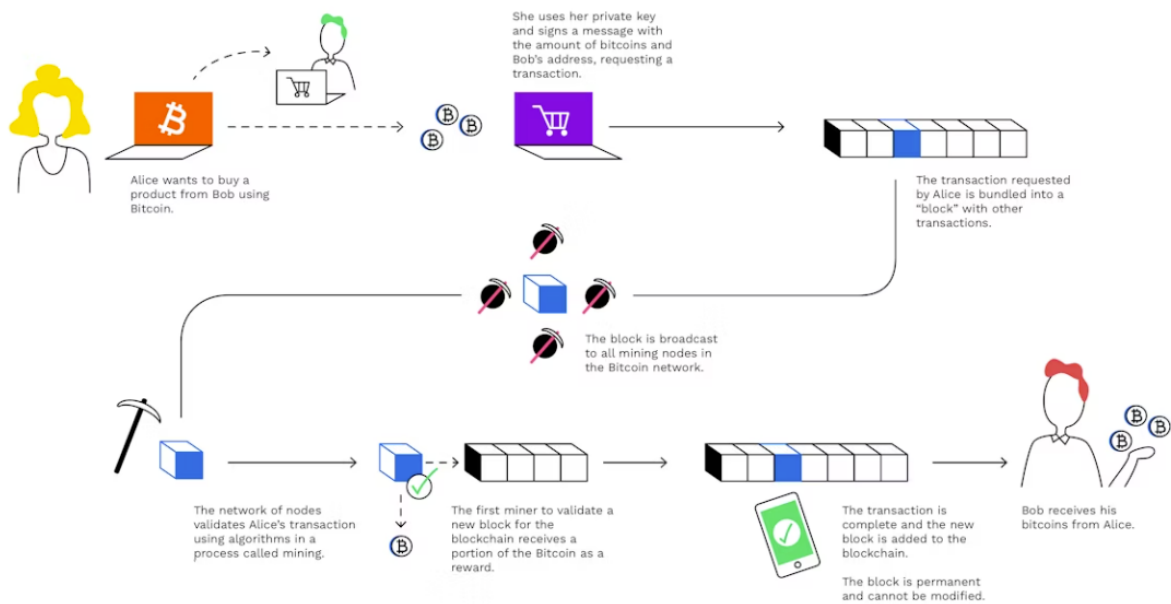 She uses her private key
and signs a message with
the amount of bitcoins and
Bob's address, requesting a
transaction.
Alice wants to buy a
product from Bob using
Bitcoin.
The transaction requested
by Alice is bundled into a
“block” with other
transactions.
The block is broadcast
to all mining nodes in
the Bitcoin network.
The network of nodes
validates Alice's transaction
using algorithms in a
process called mining.
The first miner to validate a
new block for the
blockchain receives a
portion of the Bitcoin as a
reward.
The transaction is
complete and the new
block is added to the
blockchain.
The block is permanent
and cannot be modified.
Bob receives his
bitcoins from Alice.